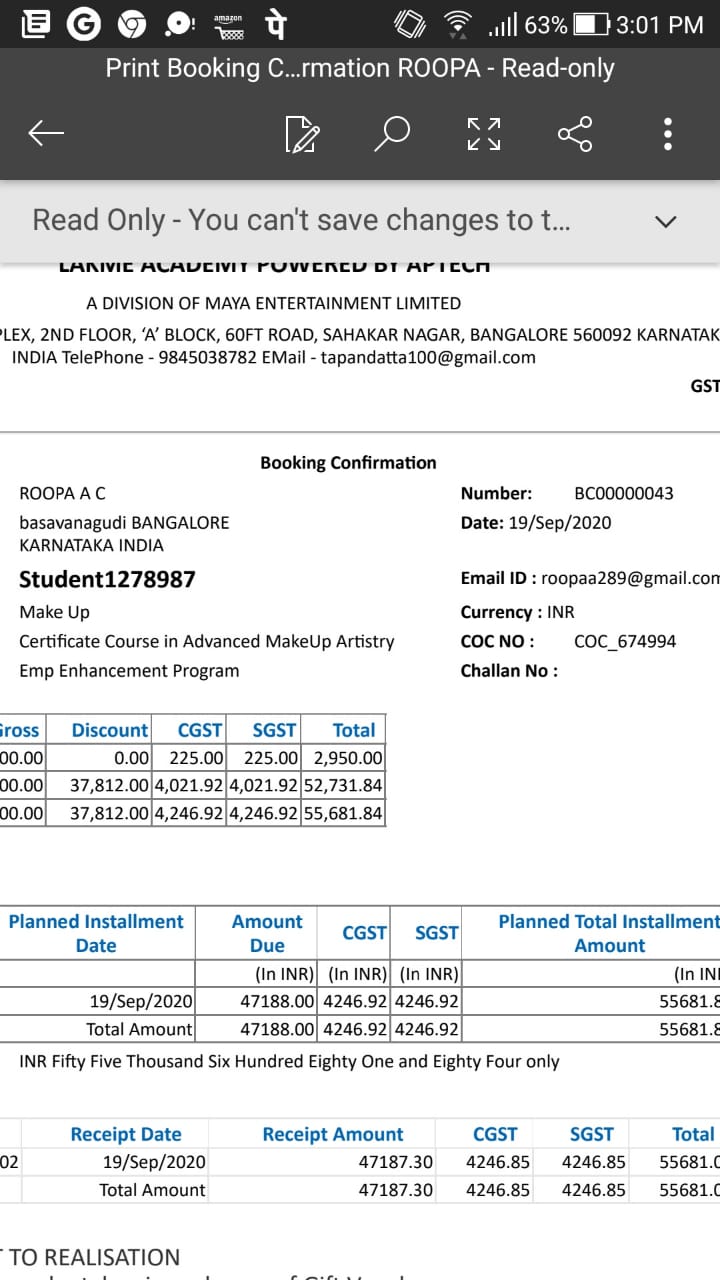 amazon पे 63% 3:01 PM
Print Booking C...rmation ROOPA - Read-only
Read Only - You can't save changes to t...
LAKME ACADEMY POWERED BY APTECH
A DIVISION OF MAYA ENTERTAINMENT LIMITED
PLEX, 2ND FLOOR, ‘A’ BLOCK, 60FT ROAD, SAHAKAR NAGAR, BANGALORE 560092 KARNATAK
INDIA TelePhone - 9845038782 EMail - tapandatta100@gmail.com
GST
Booking Confirmation
ROOPA A C Number: BC00000043
basavanagudi BANGALORE Date: 19/Sep/2020
KARNATAKA INDIA
Student1278987 Email ID : roopaa289@gmail.com
Make Up Currency : INR
Certificate Course in Advanced MakeUp Artistry COC NO : COC_674994
Emp Enhancement Program Challan No :
Gross Discount CGST SGST Total
00.00 0.00 225.00 225.00 2,950.00
00.00 37,812.00 4,021.92 4,021.92 52,731.84
00.00 37,812.00 4,246.92 4,246.92 55,681.84
Planned Installment Amount CGST SGST Planned Total Installment
Date Due Amount
(In INR) (In INR) (In INR) (In INR
19/Sep/2020 47188.00 4246.92 4246.92 55681.8
Total Amount 47188.00 4246.92 4246.92 55681.8
INR Fifty Five Thousand Six Hundred Eighty One and Eighty Four only
Receipt Date Receipt Amount CGST SGST Total
02 19/Sep/2020 47187.30 4246.85 4246.85 55681.0
Total Amount 47187.30 4246.85 4246.85 55681.0
TO REALISATION